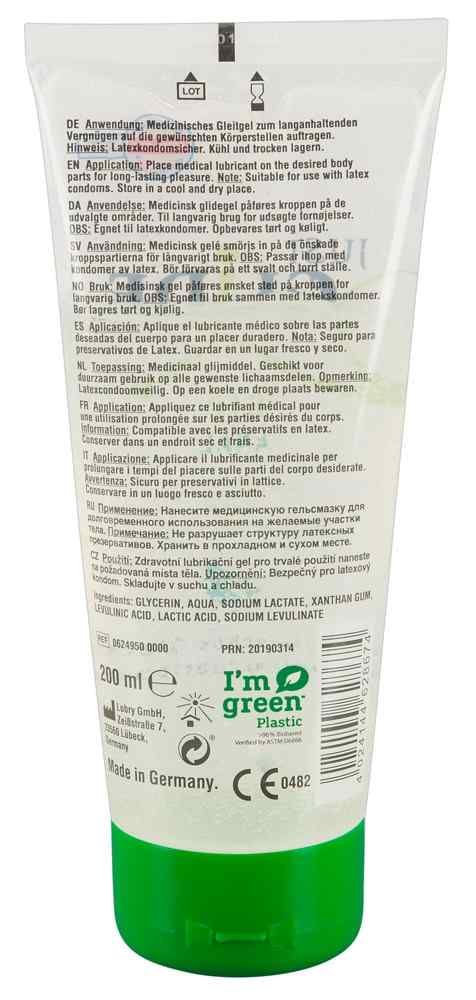 01
LOT
DE Anwendung: Medizinisches Gleitgel zum langanhaltenden
Vergnügen auf die gewünschten Körperstellen auftragen.
Hinweis: Latexkondomsicher. Kühl und trocken lagern.
EN Application: Place medical lubricant on the desired body
parts for long-lasting pleasure. Note: Suitable for use with latex
condoms. Store in a cool and dry place.
DA Anvendelse: Medicinsk glidegel påføres kroppen på de
udvalgte områder. Til langvarig brug for udsøgte fornøjelser.
OBS: Egnet til latexkondomer. Opbevares tørt og køligt.
SV Användning: Medicinsk gelé smörjs in på de önskade
kroppspartierna för långvarigt bruk. OBS: Passar ihop med
kondomer av latex. Bör förvaras på ett svalt och torrt ställe.
NO Bruk: Medisinsk gel påføres ønsket sted på kroppen for
langvarig bruk. OBS: Egnet til bruk sammen med latekskondomer.
Bør lagres tørt og kjølig.
ES Aplicación: Aplique el lubricante médico sobre las partes
deseadas del cuerpo para un placer duradero. Nota: Seguro para
preservativos de Latex. Guardar en un lugar fresco y seco.
NL Toepassing: Medicinaal glijmiddel. Geschikt voor
duurzaam gebruik op alle gewenste lichaamsdelen. Opmerking:
Latexcondoomveilig. Op een koele en droge plaats bewaren.
FR Application: Appliquez ce lubrifiant médical pour
une utilisation prolongée sur les parties désirés du corps.
Information: Compatible avec les préservatifs en latex.
Conserver dans un endroit sec et frais.
IT Applicazione: Applicare il lubrificante medicinale per
prolungare i tempi del piacere sulle parti del corpo desiderate.
Avvertenza: Sicuro per preservativi in lattice.
Conservare in un luogo fresco e asciutto.
RU Применение: Нанесите медицинскую гельсмазку для
долговременного использования на желаемые участки
тела. Примечание: Не разрушает структуру латексных
презервативов. Хранить в прохладном и сухом месте.
CZ Použití: Zdravotní lubrikační gel pro trvalé použití naneste
na požadovaná místa těla. Upozornění: Bezpečný pro latexový
kondom. Skladujte v suchu a chladu.
Ingredients: GLYCERIN, AQUA, SODIUM LACTATE, XANTHAN GUM,
LEVULINIC ACID, LACTIC ACID, SODIUM LEVULINATE
REF 0624950 0000
PRN: 20190314
200 ml ℮
I'm
green™
Plastic
>96% Biobased
Verified by ASTM D6866
Lobry GmbH,
Zeißstraße 7,
23560 Lübeck,
Germany
Made in Germany.
CE 0482
4 024144 628674